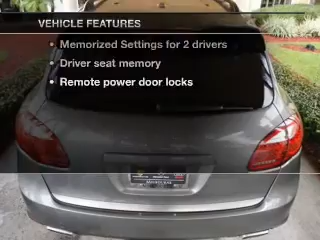 VEHICLE FEATURES
• Memorized Settings for 2 drivers
• Driver seat memory
• Remote power door locks